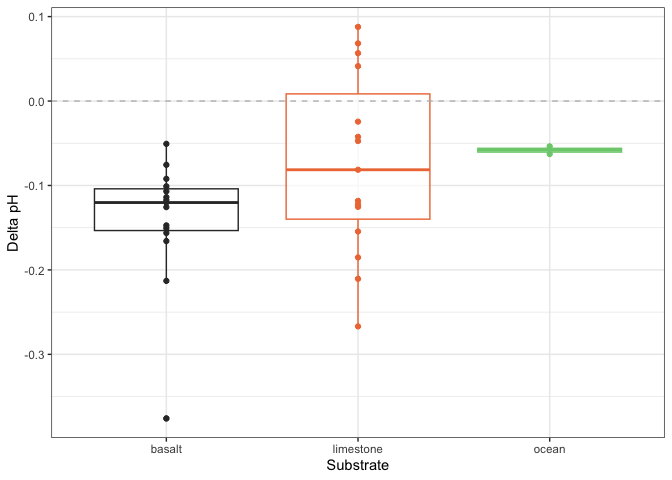 0.1
0.0
-0.1
-0.2
-0.3
Delta pH
basalt limestone ocean
Substrate